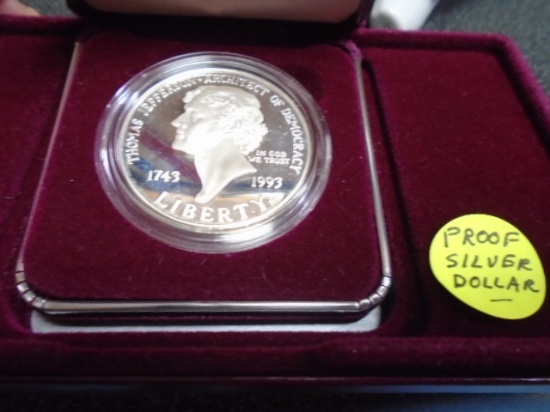 THOMAS JEFFERSON · ARCHITECT OF DEMOCRACY
IN GOD
WE TRUST
1743 1993
LIBERTY
PROOF
SILVER
DOLLAR